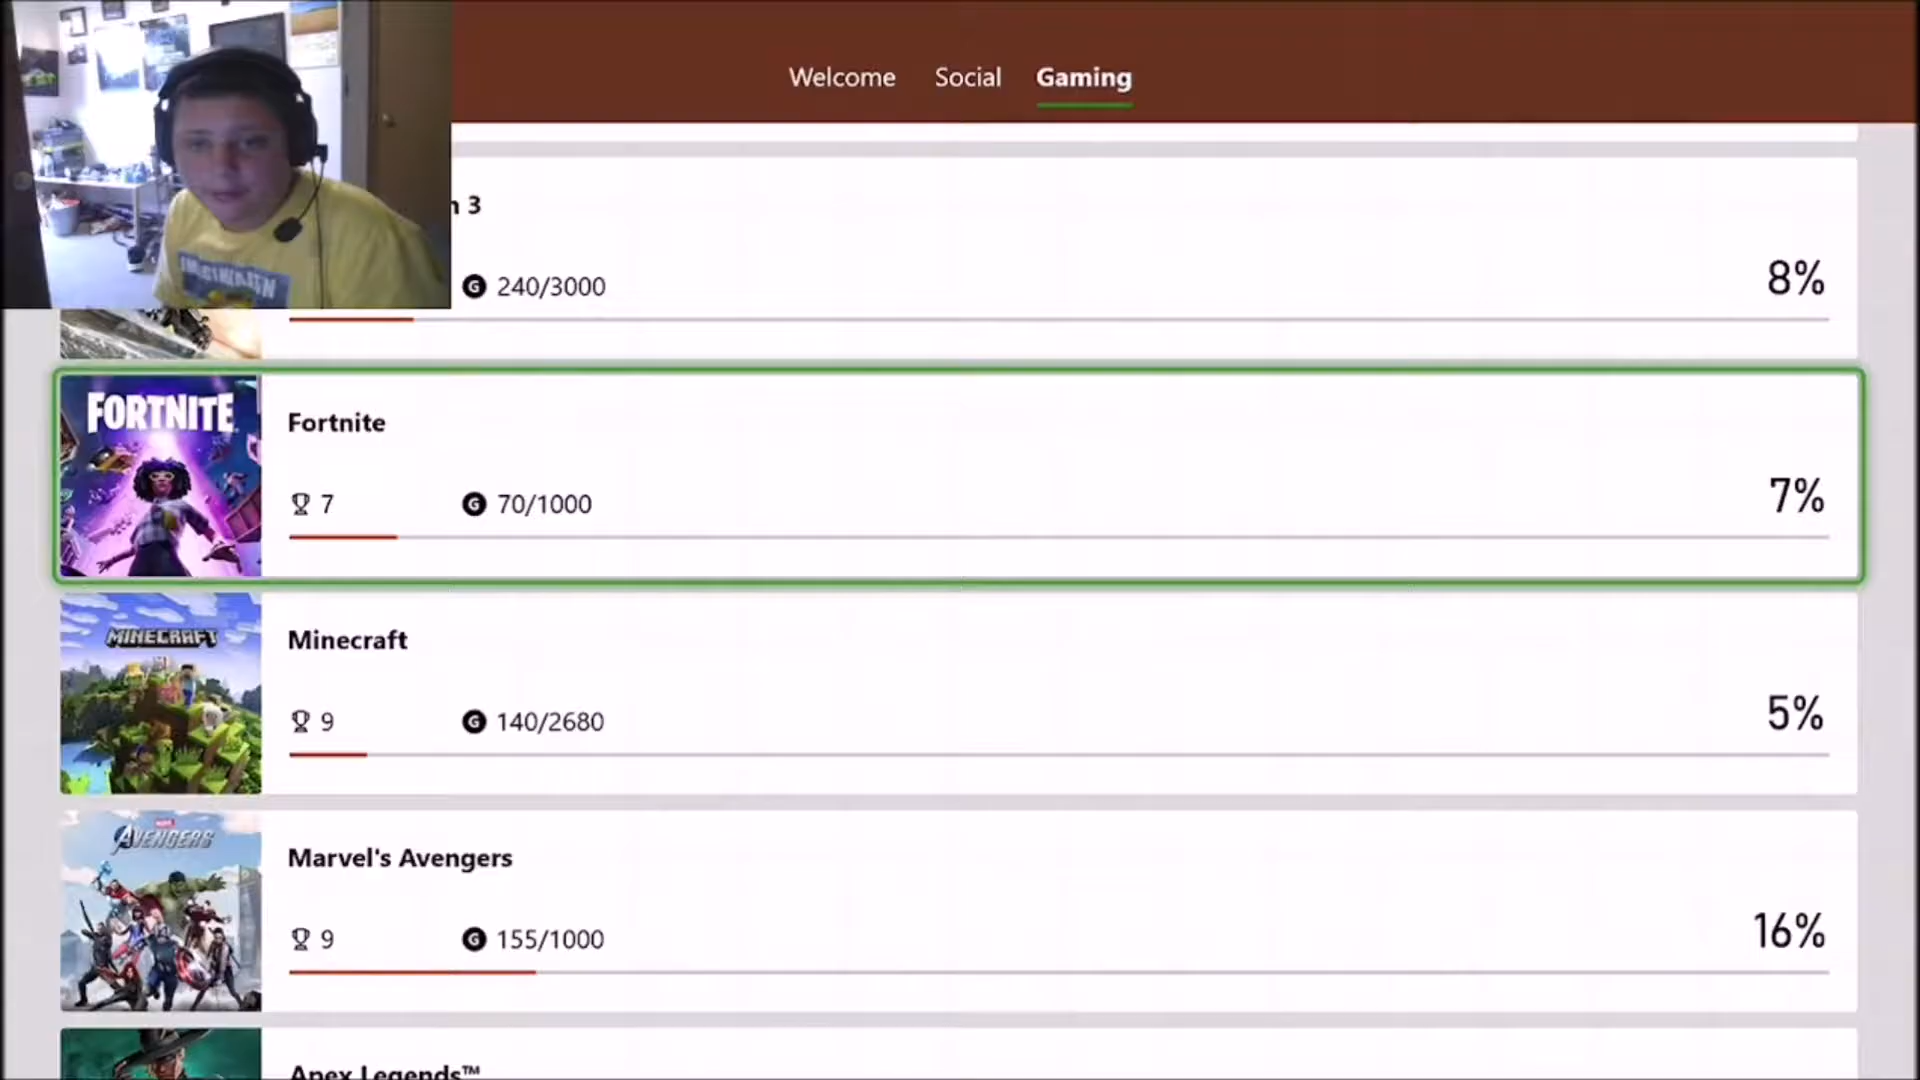 Welcome Social Gaming
n 3
240/3000
8%
FORTNITE
Fortnite
7
70/1000
7%
MINECRAFT
Minecraft
9
140/2680
5%
MARVEL
AVENGERS
Marvel's Avengers
9
155/1000
16%
Apex Legends™